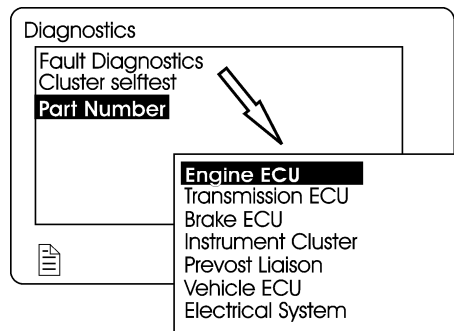 Diagnostics
Fault Diagnostics
Cluster selftest
Part Number
Engine ECU
Transmission ECU
Brake ECU
Instrument Cluster
Prevost Liaison
Vehicle ECU
Electrical System